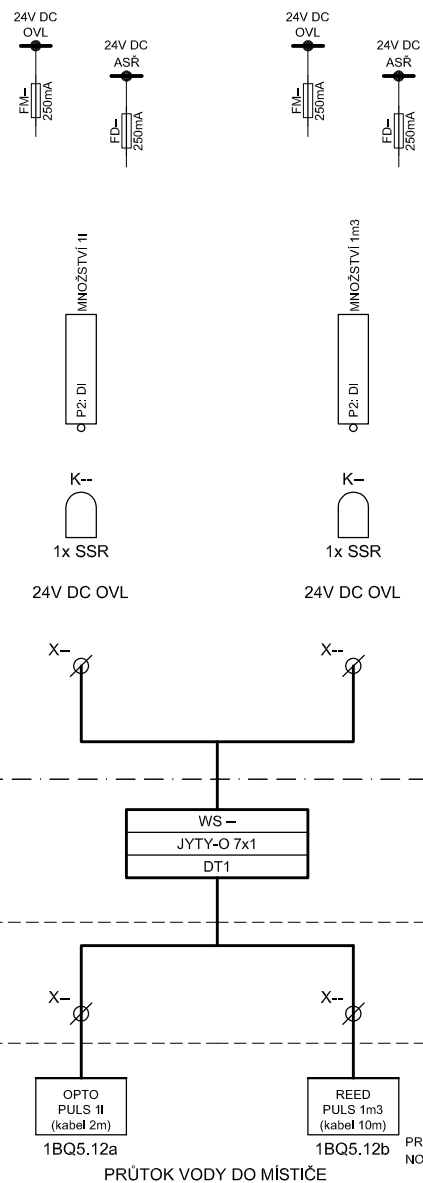 24V DC
OVL
24V DC
ASŘ
FM–
250mA
FD–
250mA
24V DC
OVL
24V DC
ASŘ
FM–
250mA
FD–
250mA
MNOŽSTVÍ 1l
P2: DI
MNOŽSTVÍ 1m3
P2: DI
K--
1x SSR
K–
1x SSR
24V DC OVL
24V DC OVL
X–
X--
WS –
JYTY-O 7x1
DT1
X–
X--
OPTO
PULS 1l
(kabel 2m)
1BQ5.12a
REED
PULS 1m3
(kabel 10m)
1BQ5.12b
PR
NO
PRŮTOK VODY DO MÍSTIČE